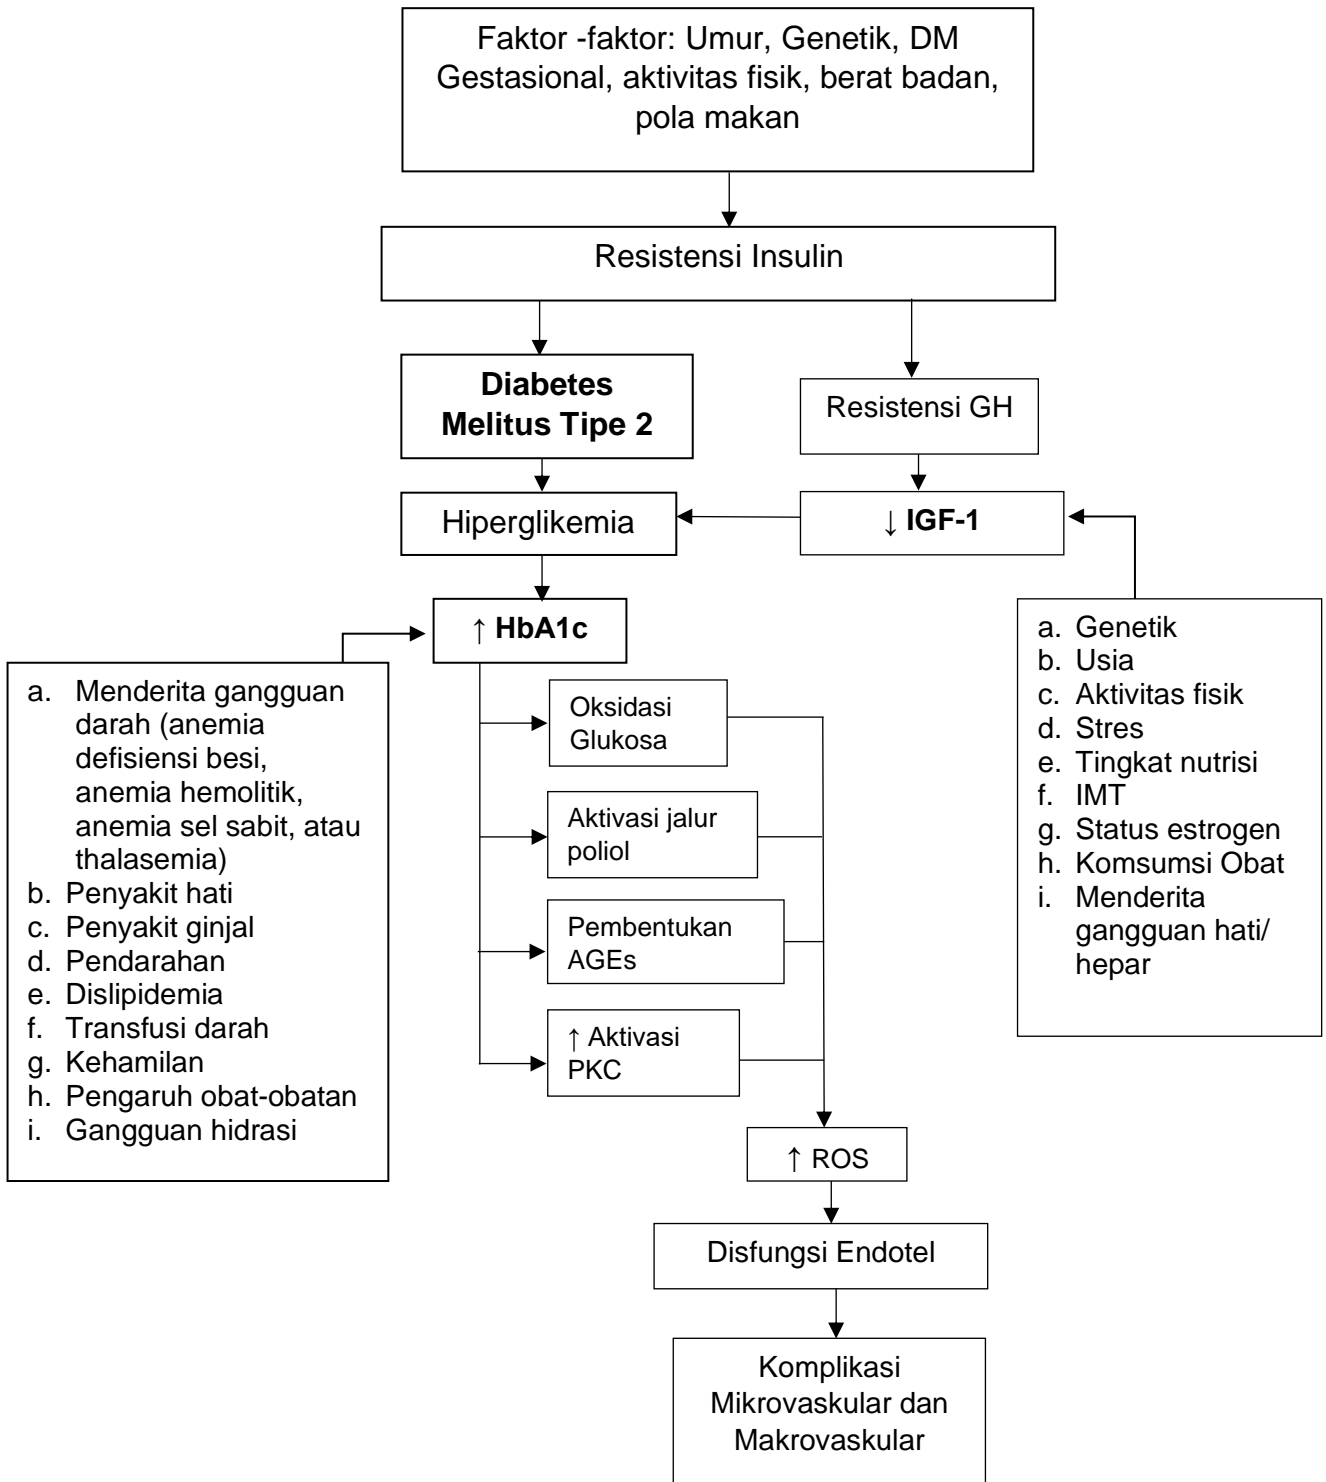 Faktor -faktor: Umur, Genetik, DM
Gestasional, aktivitas fisik, berat badan,
pola makan
Resistensi Insulin
Diabetes
Melitus Tipe 2
Resistensi GH
Hiperglikemia
↓ IGF-1
↑ HbA1c
a. Menderita gangguan
darah (anemia
defisiensi besi,
anemia hemolitik,
anemia sel sabit, atau
thalasemia)
b. Penyakit hati
c. Penyakit ginjal
d. Pendarahan
e. Dislipidemia
f. Transfusi darah
g. Kehamilan
h. Pengaruh obat-obatan
i. Gangguan hidrasi
Oksidasi
Glukosa
Aktivasi jalur
poliol
Pembentukan
AGEs
↑ Aktivasi
PKC
a. Genetik
b. Usia
c. Aktivitas fisik
d. Stres
e. Tingkat nutrisi
f. IMT
g. Status estrogen
h. Komsumsi Obat
i. Menderita
gangguan hati/
hepar
↑ ROS
Disfungsi Endotel
Komplikasi
Mikrovaskular dan
Makrovaskular